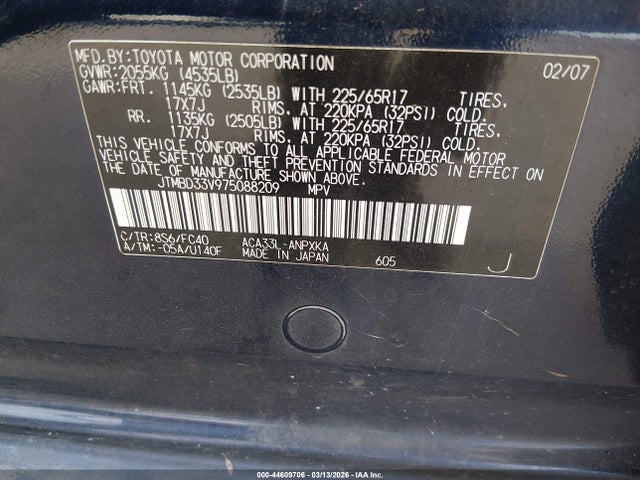 MFD.BY:TOYOTA MOTOR CORPORATION 02/07
GVWR:2055KG (4535LB)
GAWR:FRT. 1145KG (2535LB) WITH 225/65R17 TIRES.
17X7J RIMS, AT 220KPA (32PSI) COLD.
RR. 1135KG (2505LB) WITH 225/65R17 TIRES.
17X7J RIMS, AT 220KPA (32PSI) COLD.
THIS VEHICLE CONFORMS TO ALL APPLICABLE FEDERAL MOTOR
VEHICLE SAFETY AND THEFT PREVENTION STANDARDS IN EFFECT ON
THE DATE OF MANUFACTURE SHOWN ABOVE.
JTMBD33V975088209 MPV
C/TR:8S6/FC40 ACA33L-ANPXKA
A/TM:-05A/U140F MADE IN JAPAN 605 J
000-44609706 - 03/13/2026 - IAA Inc.